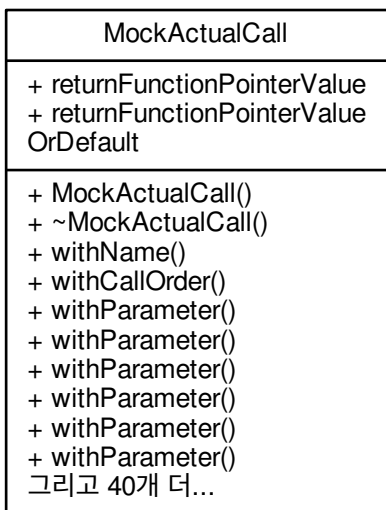 MockActualCall
+ returnFunctionPointerValue
+ returnFunctionPointerValue
OrDefault
+ MockActualCall()
+ ~MockActualCall()
+ withName()
+ withCallOrder()
+ withParameter()
+ withParameter()
+ withParameter()
+ withParameter()
+ withParameter()
+ withParameter()
그리고 40개 더...